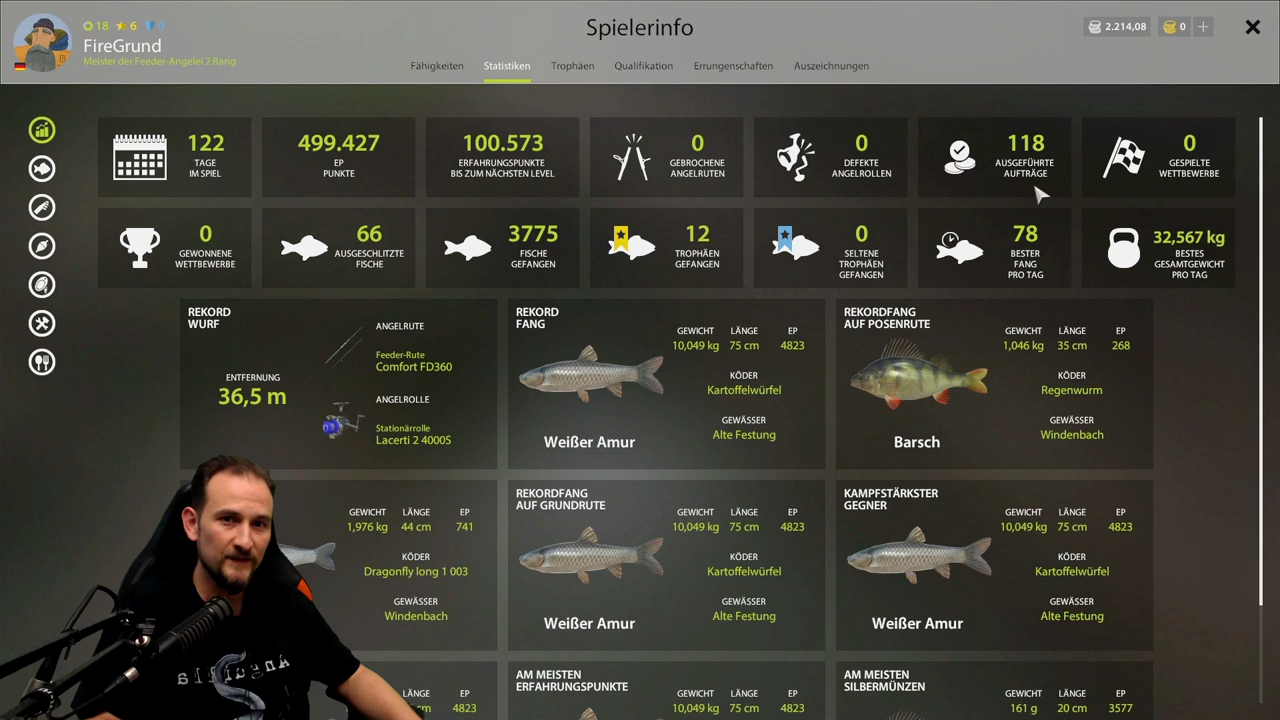 18 6 0
FireGrund
Meister der Feeder-Angelei 2 Rang
Spielerinfo
2.214,08
0
Fähigkeiten
Statistiken
Trophäen
Qualifikation
Errungenschaften
Auszeichnungen
122
TAGE
IM SPIEL
499.427
EP
PUNKTE
100.573
ERFAHRUNGSPUNKTE
BIS ZUM NÄCHSTEN LEVEL
0
GEBROCHENE
ANGELRUTEN
0
DEFEKTE
ANGELROLLEN
118
AUSGEFÜHRTE
AUFTRÄGE
0
GESPIELTE
WETTBEWERBE
0
GEWONNENE
WETTBEWERBE
66
AUSGESCHLITZTE
FISCHE
3775
FISCHE
GEFANGEN
12
TROPHÄEN
GEFANGEN
0
SELTENE
TROPHÄEN
GEFANGEN
78
BESTER
FANG
PRO TAG
32,567 kg
BESTES
GESAMTGEWICHT
PRO TAG
REKORD
WURF
ENTFERNUNG
36,5 m
ANGELRUTE
Feeder-Rute
Comfort FD360
ANGELROLLE
Stationärrolle
Lacerti 2 4000S
REKORD
FANG
GEWICHT LÄNGE EP
10,049 kg 75 cm 4823
KÖDER
Kartoffelwürfel
GEWÄSSER
Alte Festung
Weißer Amur
REKORDFANG
AUF POSENRUTE
GEWICHT LÄNGE EP
1,046 kg 35 cm 268
KÖDER
Regenwurm
GEWÄSSER
Windenbach
Barsch
GEWICHT LÄNGE EP
1,976 kg 44 cm 741
KÖDER
Dragonfly long 1 003
GEWÄSSER
Windenbach
REKORDFANG
AUF GRUNDRUTE
GEWICHT LÄNGE EP
10,049 kg 75 cm 4823
KÖDER
Kartoffelwürfel
GEWÄSSER
Alte Festung
Weißer Amur
KAMPFSTÄRKSTER
GEGNER
GEWICHT LÄNGE EP
10,049 kg 75 cm 4823
KÖDER
Kartoffelwürfel
GEWÄSSER
Alte Festung
Weißer Amur
LÄNGE EP
75 cm 4823
AM MEISTEN
ERFAHRUNGSPUNKTE
GEWICHT LÄNGE EP
10,049 kg 75 cm 4823
AM MEISTEN
SILBERMÜNZEN
GEWICHT LÄNGE EP
161 g 20 cm 3577